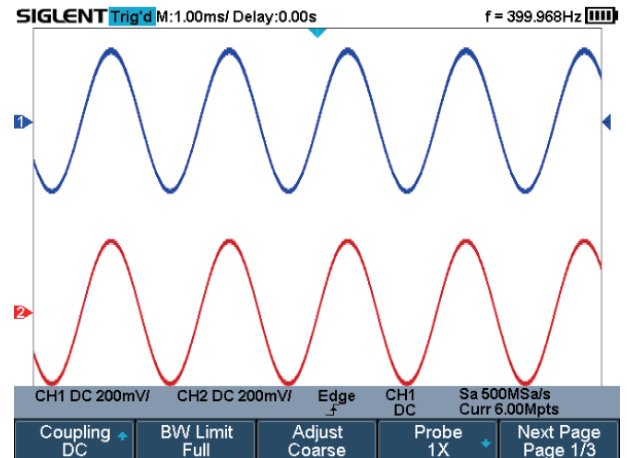 SIGLENT Trig'd M:1.00ms/ Delay:0.00s f = 399.968Hz
1
2
CH1 DC 200mV/ CH2 DC 200mV/ Edge CH1 Sa 500MSa/s
DC Curr 6.00Mpts
Coupling BW Limit Adjust Probe Next Page
DC Full Coarse 1X Page 1/3